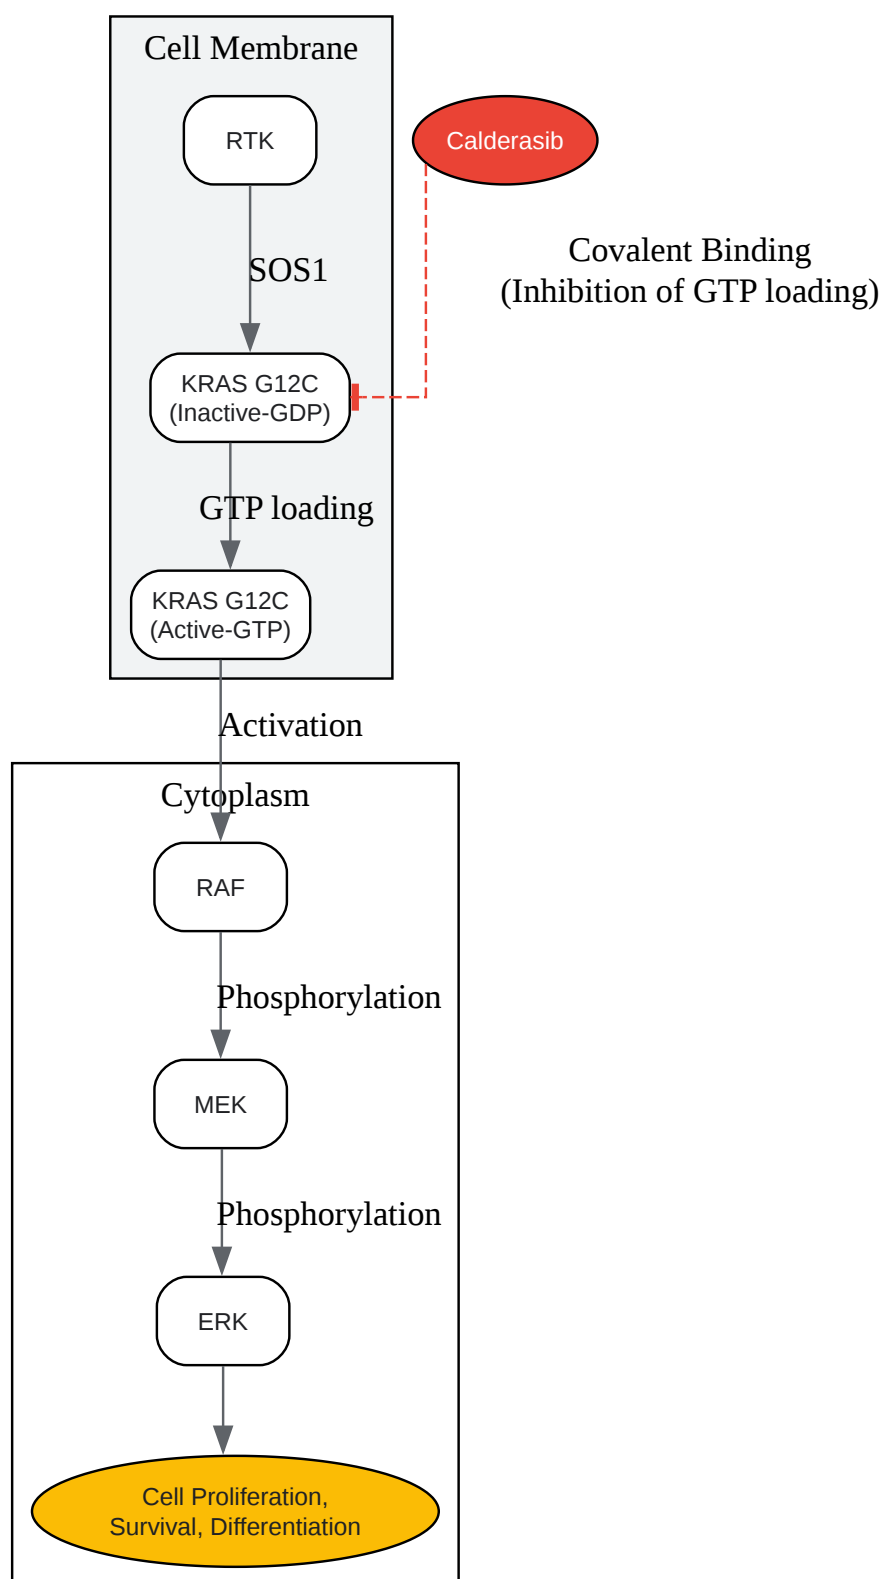 Cell Membrane
RTK
Calderasib
SOS1
Covalent Binding
(Inhibition of GTP loading)
KRAS G12C
(Inactive-GDP)
GTP loading
KRAS G12C
(Active-GTP)
Activation
Cytoplasm
RAF
Phosphorylation
MEK
Phosphorylation
ERK
Cell Proliferation,
Survival, Differentiation